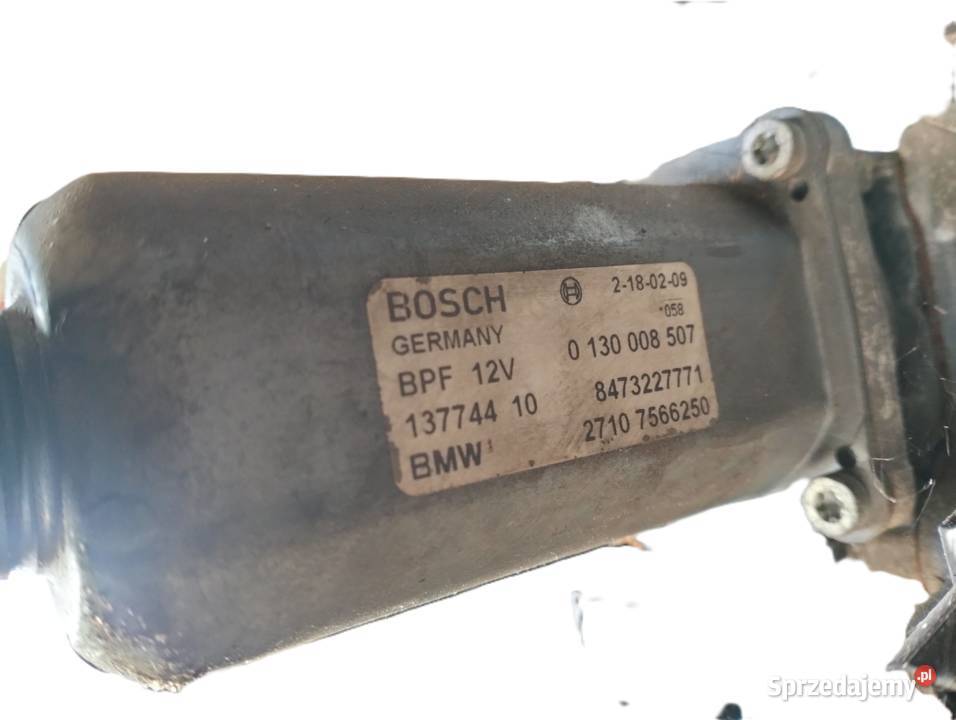 BOSCH 2-18-02-09
*058
GERMANY 0 130 008 507
BPF 12V 8473227771
137744 10 2710 7566250
BMW
Sprzedajemy.pl